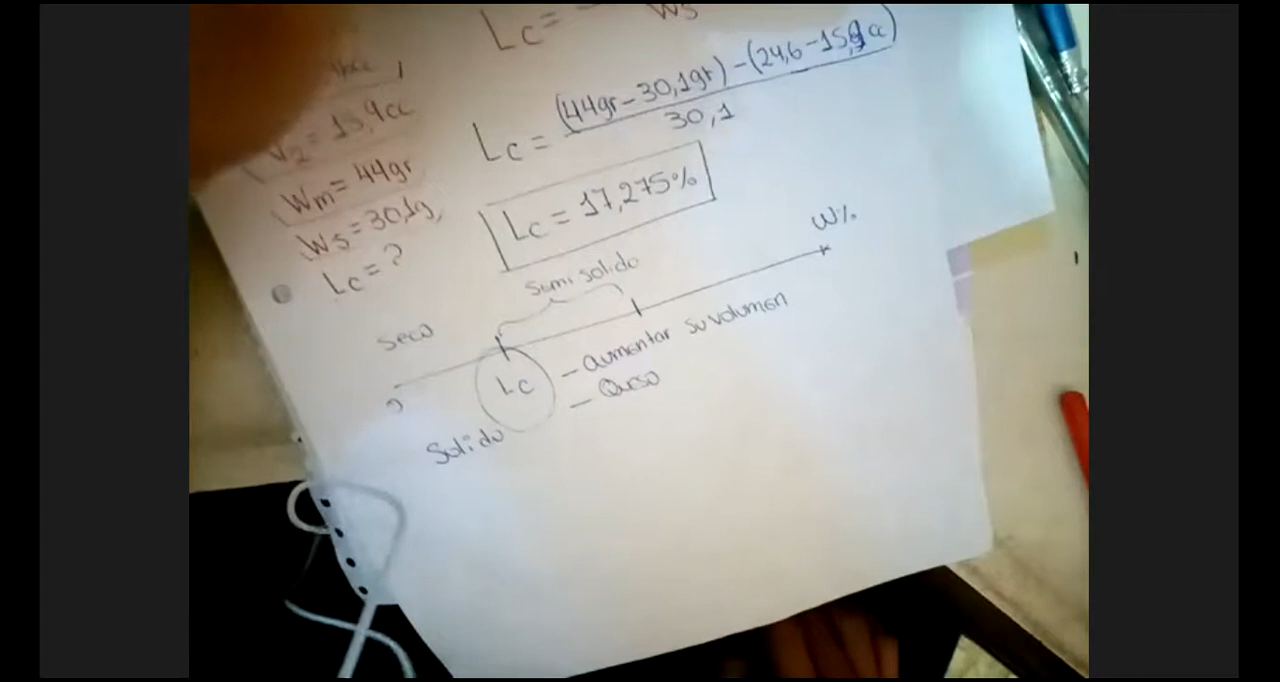 Lc =
Ws
V2 = 15,9cc
Wm = 44gr
Ws = 30,1g,
Lc = ?
Lc = (44gr - 30,1gr) - (24,6 - 15,9cc)
30,1
Lc = 17,275%
W%
Semi solido
Seco
Lc
- aumentar su volumen
Solido